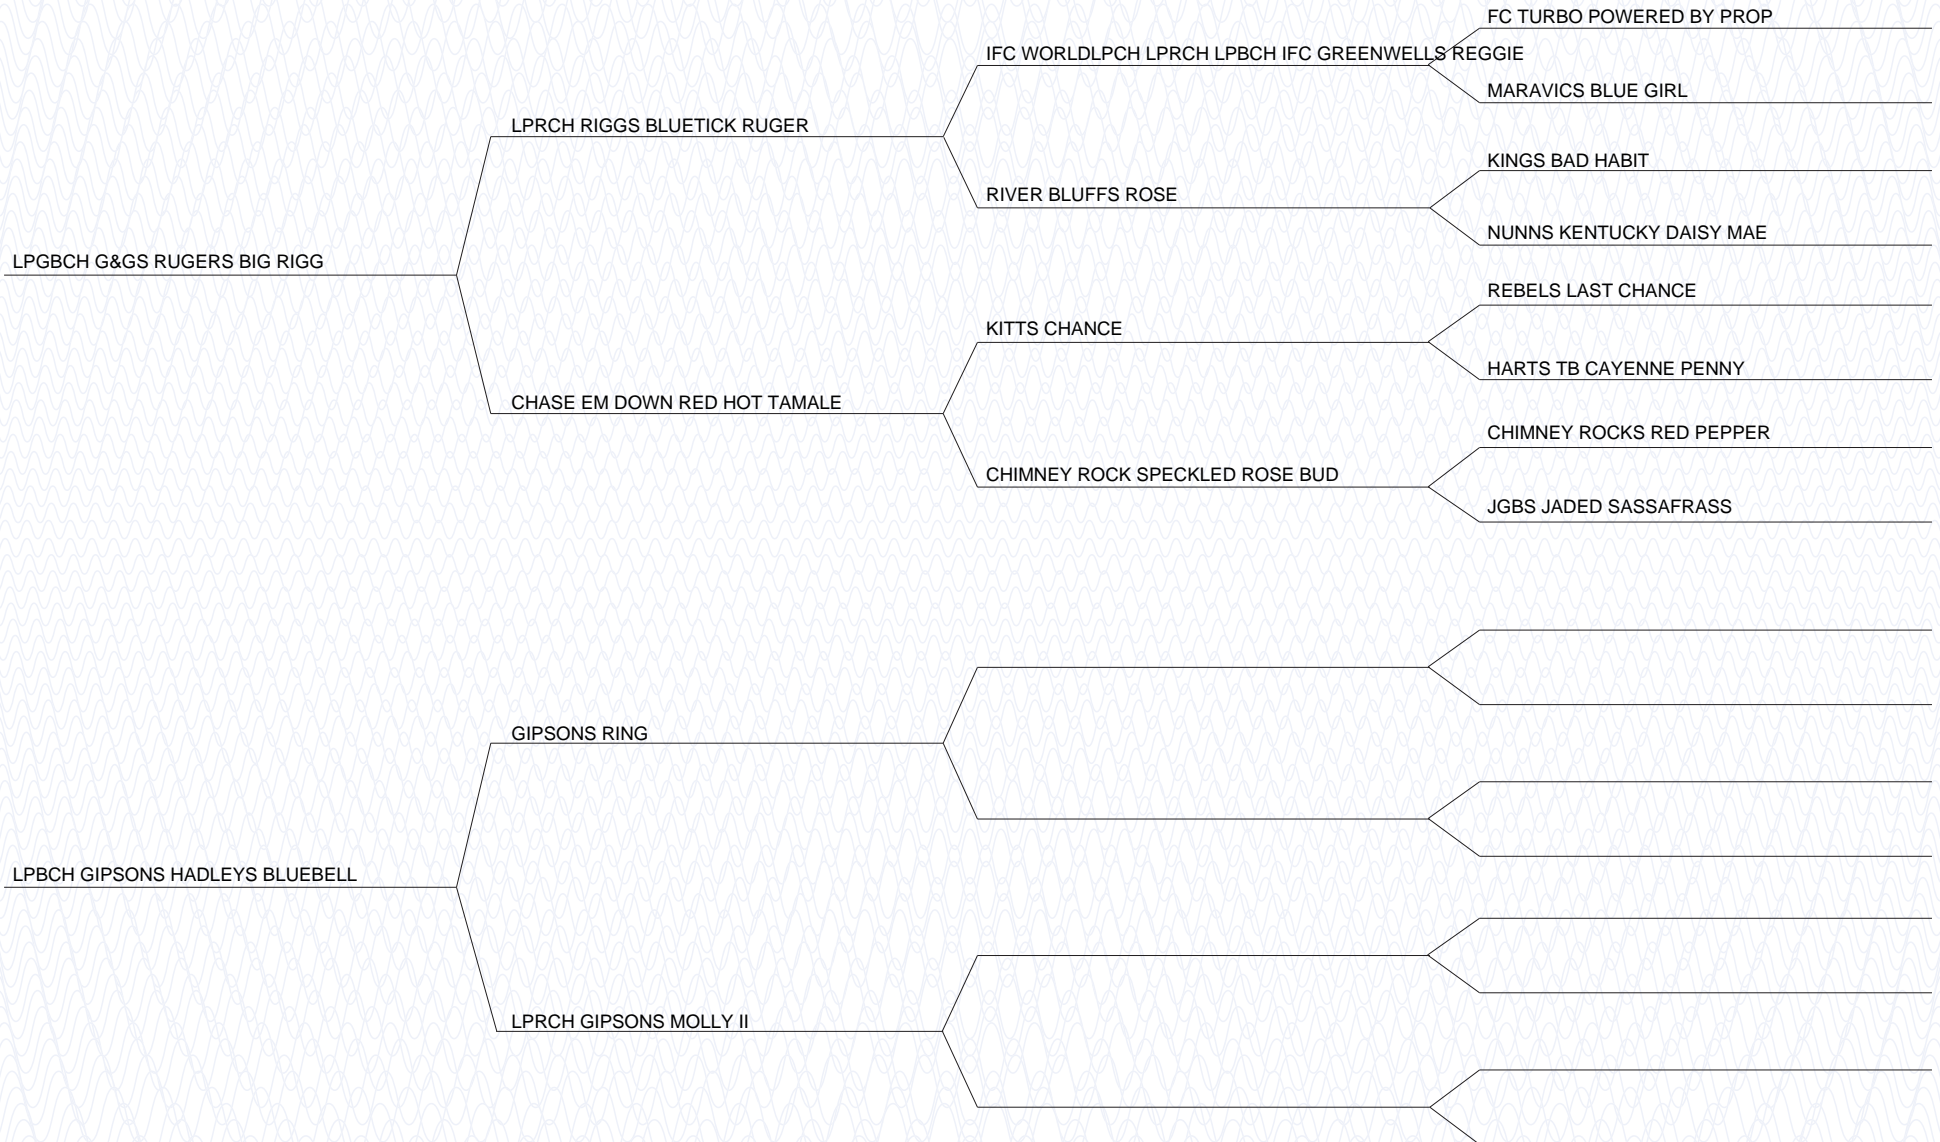 FC TURBO POWERED BY PROP
IFC WORLDLPCH LPRCH LPBCH IFC GREENWELLS REGGIE
MARAVICS BLUE GIRL
LPRCH RIGGS BLUETICK RUGER
KINGS BAD HABIT
RIVER BLUFFS ROSE
NUNNS KENTUCKY DAISY MAE
LPGBCH G&GS RUGERS BIG RIGG
REBELS LAST CHANCE
KITTS CHANCE
HARTS TB CAYENNE PENNY
CHASE EM DOWN RED HOT TAMALE
CHIMNEY ROCKS RED PEPPER
CHIMNEY ROCK SPECKLED ROSE BUD
JGBS JADED SASSAFRASS
GIPSONS RING
LPBCH GIPSONS HADLEYS BLUEBELL
LPRCH GIPSONS MOLLY II